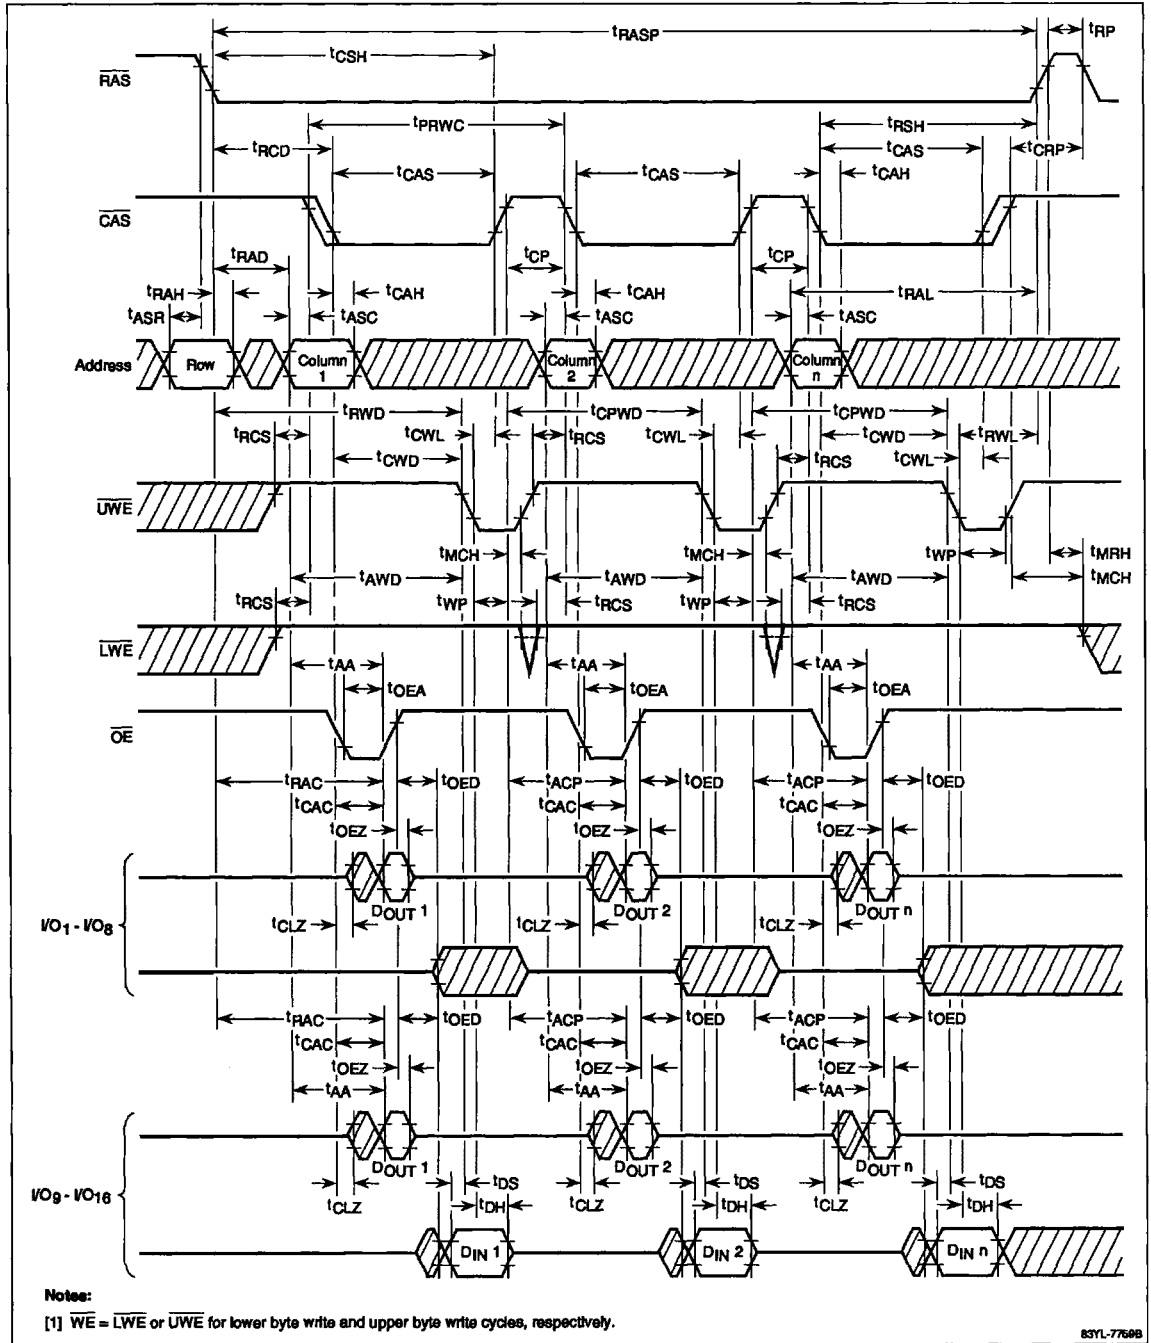 tRASP
tRP
tCSH
RAS
tPRWC
tRSH
tRCD
tCAS
tCRP
tCAS
tCAS
tCAH
CAS
tRAD
tCP
tCP
tRAH
tCAH
tCAH
tRAL
tASR
tASC
tASC
tASC
Address
Row
Column 1
Column 2
Column n
tRWD
tCPWD
tCPWD
tRCS
tCWL
tRCS
tCWL
tCWD
tRWL
tCWD
tRCS
tCWL
UWE
tMCH
tMCH
tWP
tMRH
tAWD
tAWD
tAWD
tMCH
tRCS
tWP
tRCS
tWP
tRCS
LWE
tAA
tAA
tAA
tOEA
tOEA
tOEA
OE
tRAC
tOED
tACP
tOED
tACP
tOED
tCAC
tCAC
tCAC
tOEZ
tOEZ
tOEZ
DOUT 1
DOUT 2
DOUT n
I/O1 - I/O8
tCLZ
tCLZ
tCLZ
tRAC
tOED
tACP
tOED
tACP
tOED
tCAC
tCAC
tCAC
tOEZ
tOEZ
tOEZ
tAA
tAA
tAA
DOUT 1
DOUT 2
DOUT n
I/O9 - I/O16
tDS
tDS
tDS
tCLZ
tDH
tCLZ
tDH
tCLZ
tDH
DIN 1
DIN 2
DIN n
Notes:
[1] WE = LWE or UWE for lower byte write and upper byte write cycles, respectively.
83YL-7759B